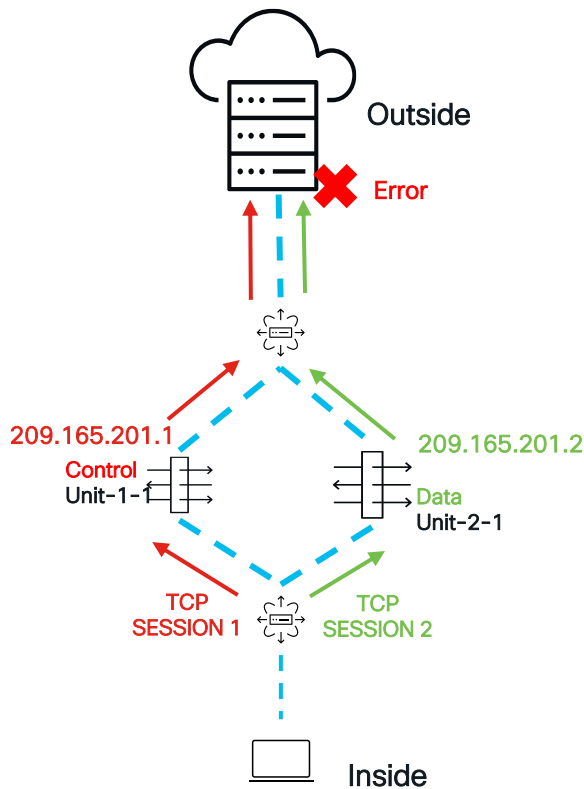 Outside
Error
209.165.201.1
209.165.201.2
Control
Unit-1-1
Data
Unit-2-1
TCP
SESSION 1
TCP
SESSION 2
Inside